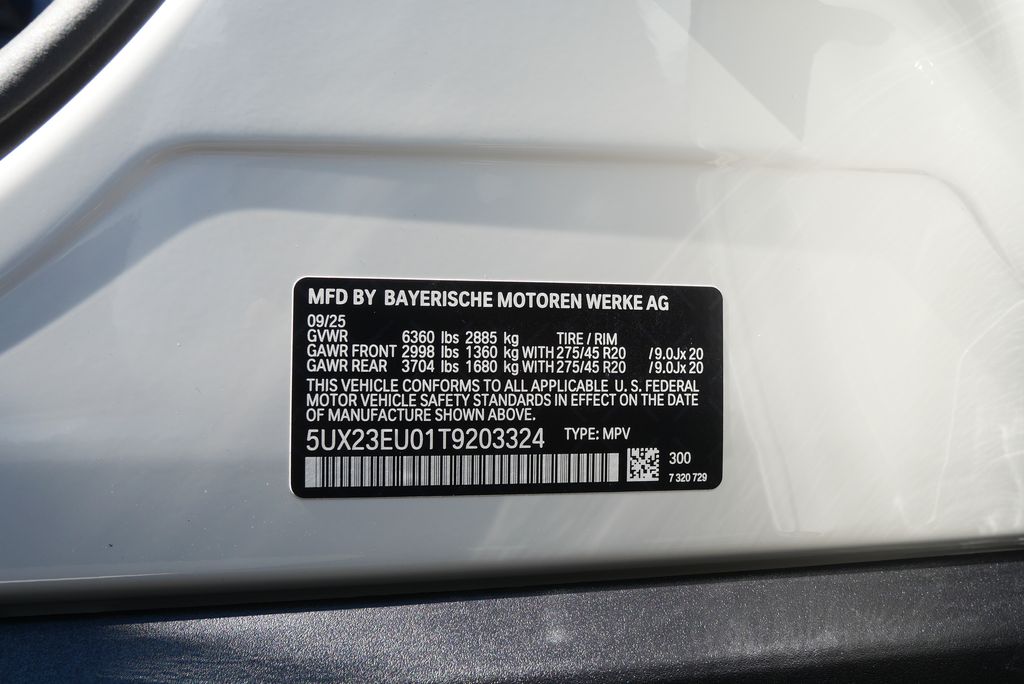 MFD BY BAYERISCHE MOTOREN WERKE AG
09/25
GVWR 6360 lbs 2885 kg TIRE / RIM
GAWR FRONT 2998 lbs 1360 kg WITH 275/45 R20 / 9.0Jx 20
GAWR REAR 3704 lbs 1680 kg WITH 275/45 R20 / 9.0Jx 20
THIS VEHICLE CONFORMS TO ALL APPLICABLE U. S. FEDERAL
MOTOR VEHICLE SAFETY STANDARDS IN EFFECT ON THE DATE
OF MANUFACTURE SHOWN ABOVE.
5UX23EU01T9203324 TYPE: MPV
300
7 320 729